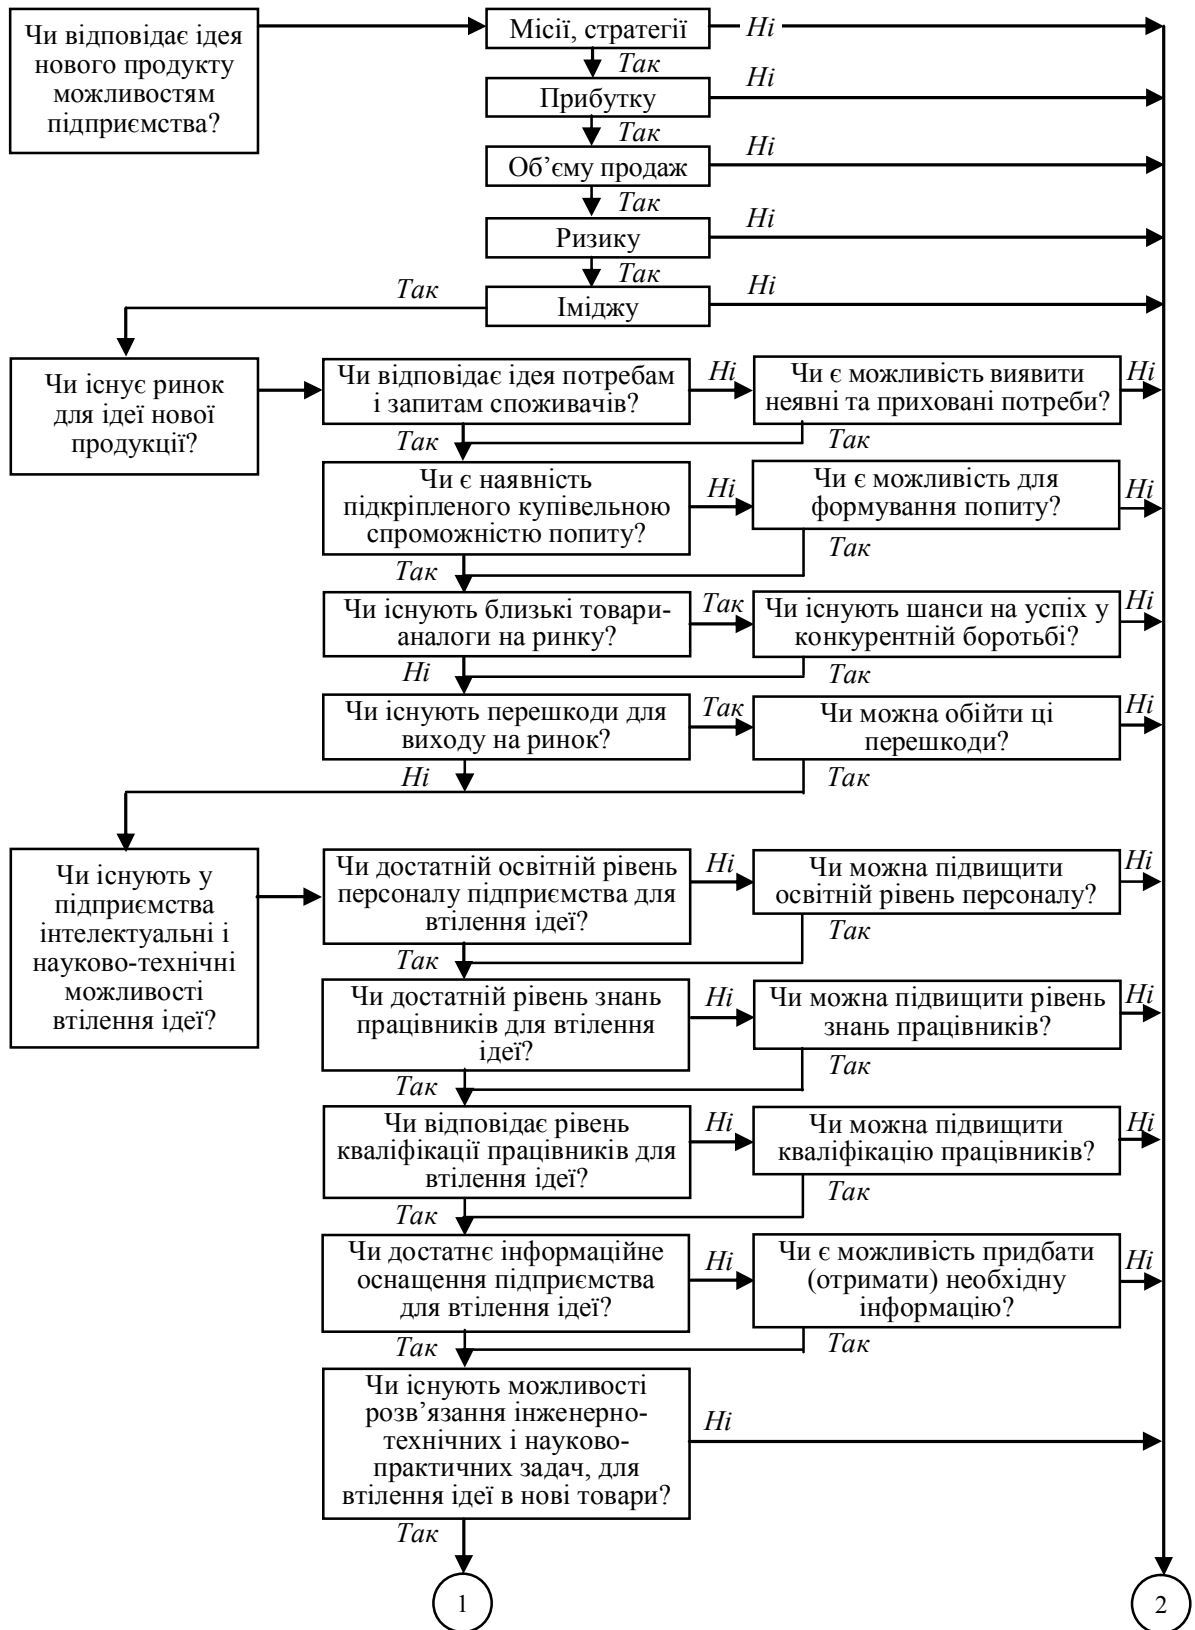 Чи відповідає ідея
нового продукту
можливостям
підприємства?
Місії, стратегії
Ні
Так
Прибутку
Ні
Так
Об’єму продаж
Ні
Так
Ризику
Ні
Так
Іміджу
Ні
Так
Чи існує ринок
для ідеї нової
продукції?
Чи відповідає ідея потребам
і запитам споживачів?
Ні
Чи є можливість виявити
неявні та приховані потреби?
Ні
Так
Так
Чи є наявність
підкріпленого купівельною
спроможністю попиту?
Ні
Чи є можливість для
формування попиту?
Ні
Так
Так
Чи існують близькі товари-
аналоги на ринку?
Так
Чи існують шанси на успіх у
конкурентній боротьбі?
Ні
Ні
Так
Чи існують перешкоди для
виходу на ринок?
Так
Чи можна обійти ці
перешкоди?
Ні
Ні
Так
Чи існують у
підприємства
інтелектуальні і
науково-технічні
можливості
втілення ідеї?
Чи достатній освітній рівень
персоналу підприємства для
втілення ідеї?
Ні
Чи можна підвищити
освітній рівень персоналу?
Ні
Так
Так
Чи достатній рівень знань
працівників для втілення
ідеї?
Ні
Чи можна підвищити рівень
знань працівників?
Ні
Так
Так
Чи відповідає рівень
кваліфікації працівників для
втілення ідеї?
Ні
Чи можна підвищити
кваліфікацію працівників?
Ні
Так
Так
Чи достатнє інформаційне
оснащення підприємства
для втілення ідеї?
Ні
Чи є можливість придбати
(отримати) необхідну
інформацію?
Ні
Так
Так
Чи існують можливості
розв’язання інженерно-
технічних і науково-
практичних задач, для
втілення ідеї в нові товари?
Ні
Так
1
2